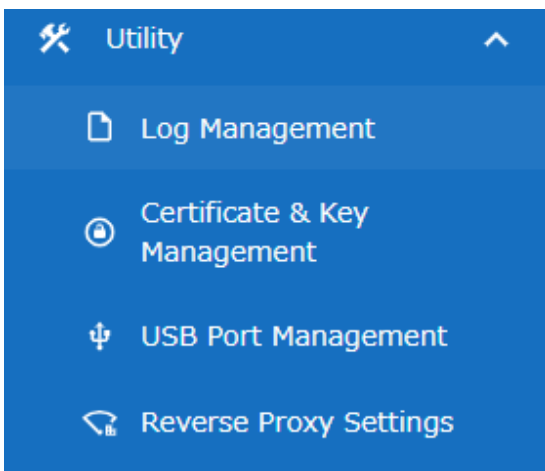 Utility
Log Management
Certificate & Key
Management
USB Port Management
Reverse Proxy Settings